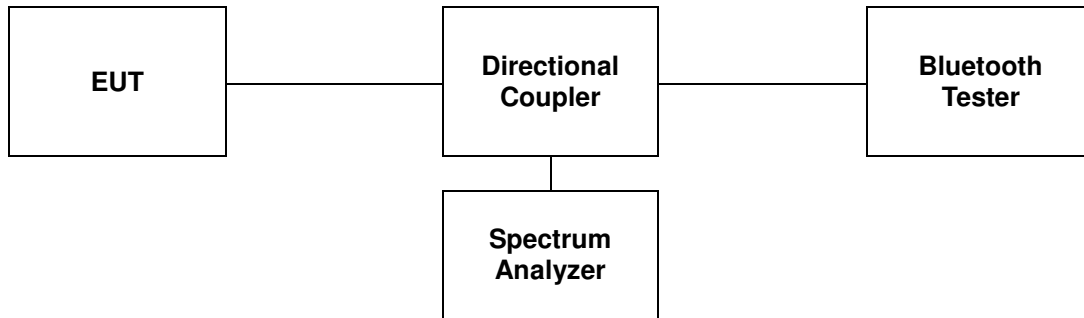 EUT
Directional
Coupler
Bluetooth
Tester
Spectrum
Analyzer